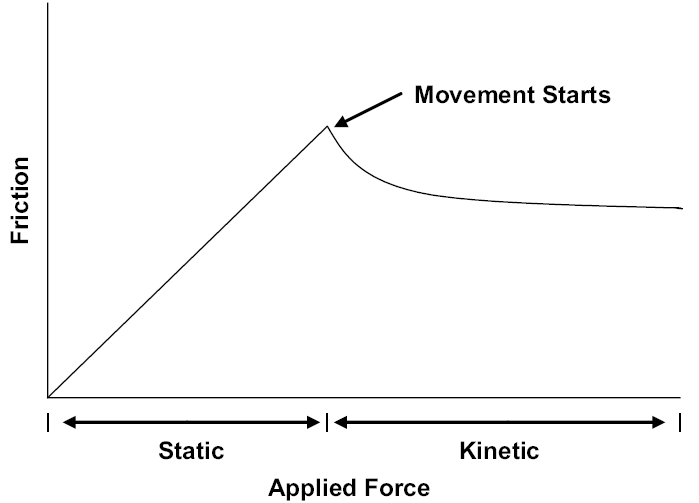 Movement Starts
Friction
Static
Kinetic
Applied Force